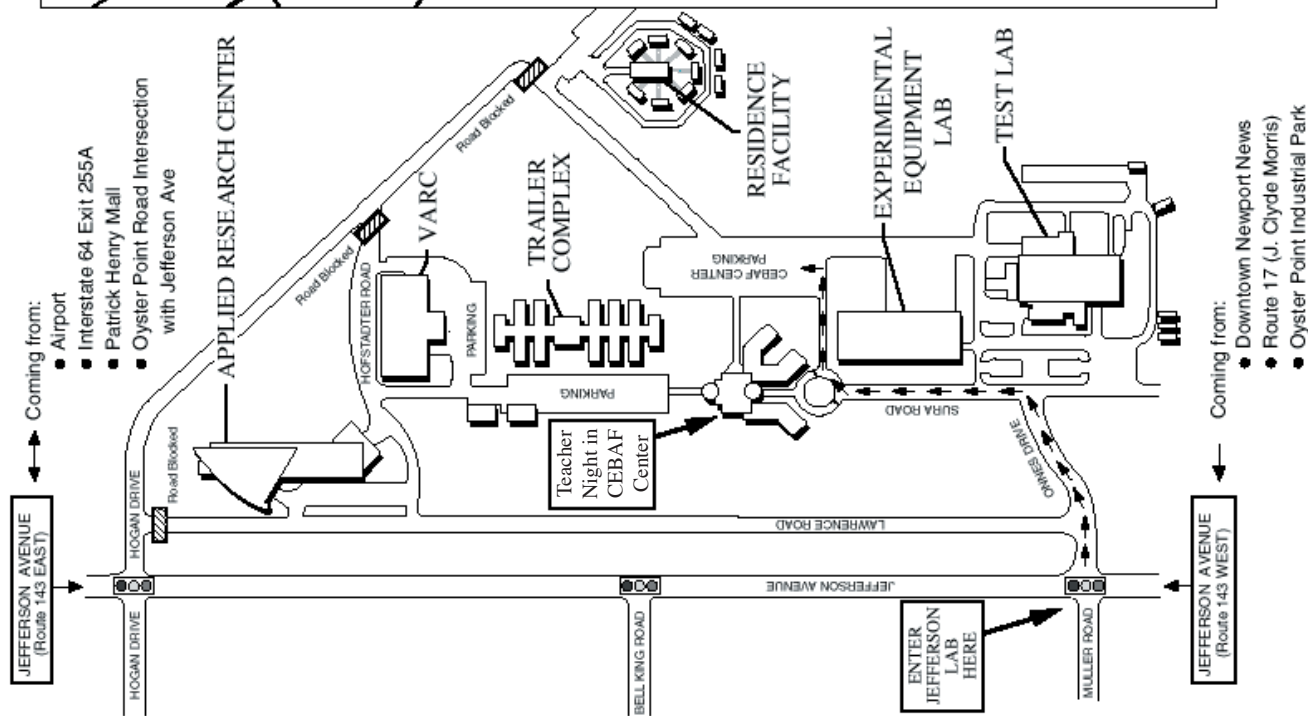 JEFFERSON AVENUE
(Route 143 EAST)
Coming from:
● Airport
● Interstate 64 Exit 255A
● Patrick Henry Mall
● Oyster Point Road Intersection
with Jefferson Ave
APPLIED RESEARCH CENTER
VARC
TRAILER
COMPLEX
RESIDENCE
FACILITY
EXPERIMENTAL
EQUIPMENT
LAB
TEST LAB
Road Blocked
Road Blocked
Road Blocked
HOGAN DRIVE
HOGAN DRIVE
HOFSTADTER ROAD
PARKING
PARKING
CEBAF CENTER
PARKING
Teacher
Night in
CEBAF
Center
SURA ROAD
ONNES DRIVE
LAWRENCE ROAD
JEFFERSON AVENUE
BELL KING ROAD
MULLER ROAD
ENTER
JEFFERSON
LAB
HERE
JEFFERSON AVENUE
(Route 143 WEST)
Coming from:
● Downtown Newport News
● Route 17 (J. Clyde Morris)
● Oyster Point Industrial Park